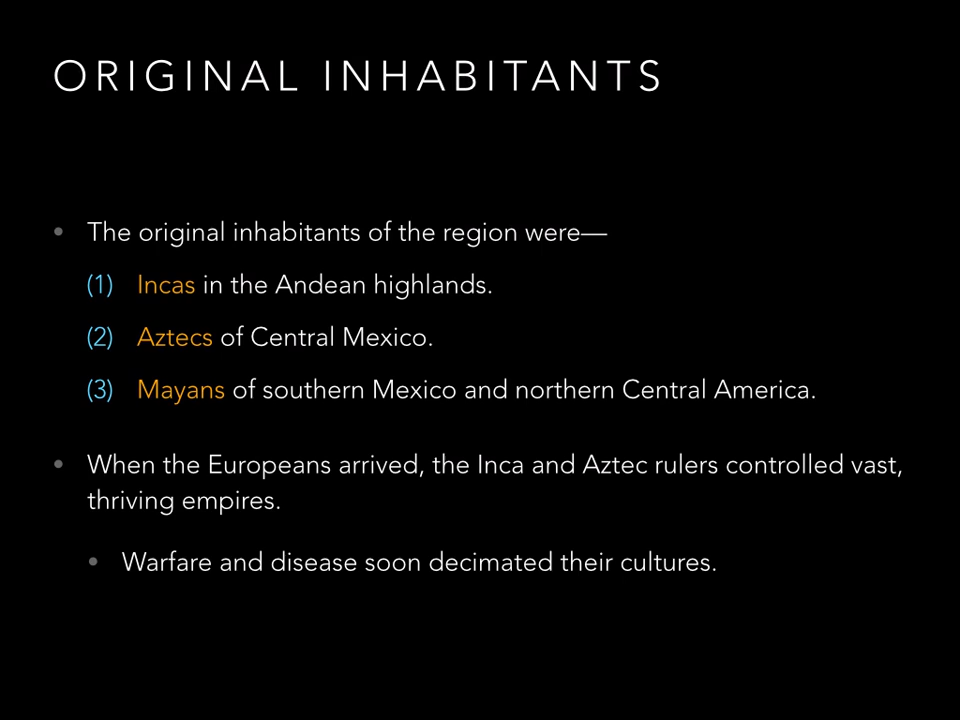 ORIGINAL INHABITANTS
• The original inhabitants of the region were—
(1) Incas in the Andean highlands.
(2) Aztecs of Central Mexico.
(3) Mayans of southern Mexico and northern Central America.
• When the Europeans arrived, the Inca and Aztec rulers controlled vast,
thriving empires.
• Warfare and disease soon decimated their cultures.